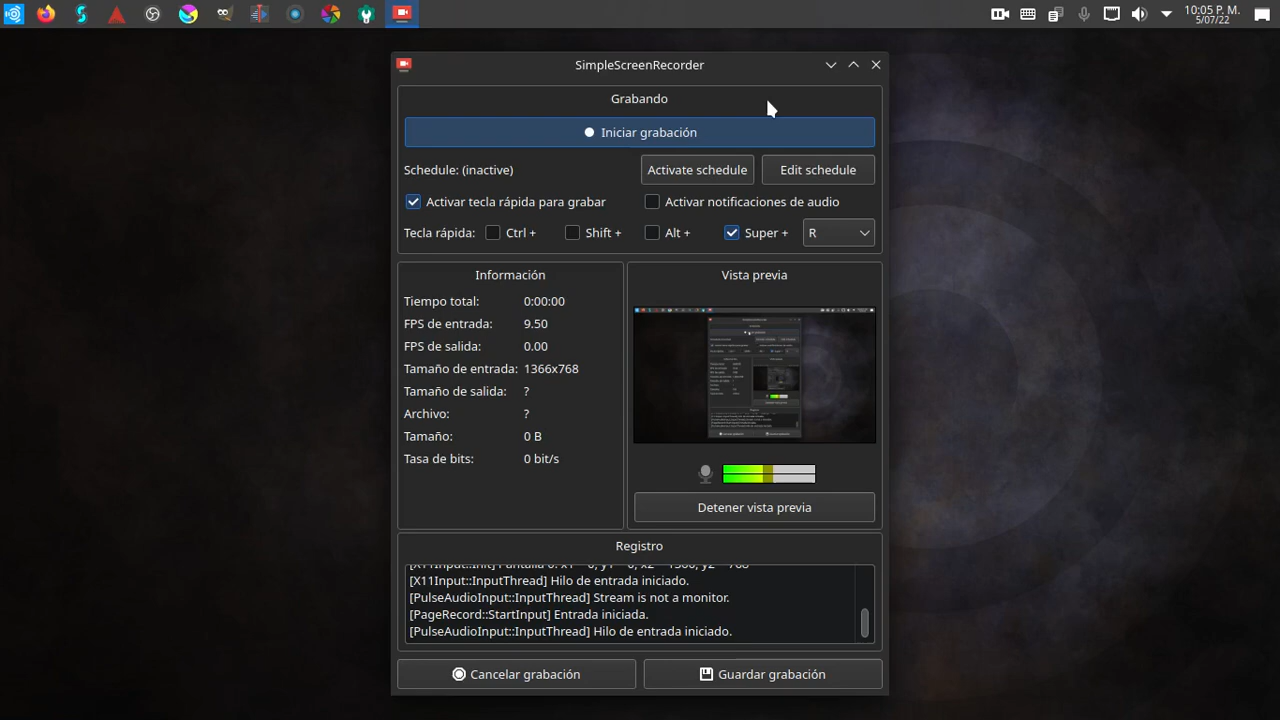 10:05 P. M.
5/07/22
SimpleScreenRecorder
Grabando
Iniciar grabación
Schedule: (inactive)
Activate schedule
Edit schedule
Activar tecla rápida para grabar
Activar notificaciones de audio
Tecla rápida:
Ctrl +
Shift +
Alt +
Super +
R
Información
Tiempo total: 0:00:00
FPS de entrada: 9.50
FPS de salida: 0.00
Tamaño de entrada: 1366x768
Tamaño de salida: ?
Archivo: ?
Tamaño: 0 B
Tasa de bits: 0 bit/s
Vista previa
Detener vista previa
Registro
[X11Input::InputThread] Hilo de entrada iniciado.
[PulseAudioInput::InputThread] Stream is not a monitor.
[PageRecord::StartInput] Entrada iniciada.
[PulseAudioInput::InputThread] Hilo de entrada iniciado.
Cancelar grabación
Guardar grabación